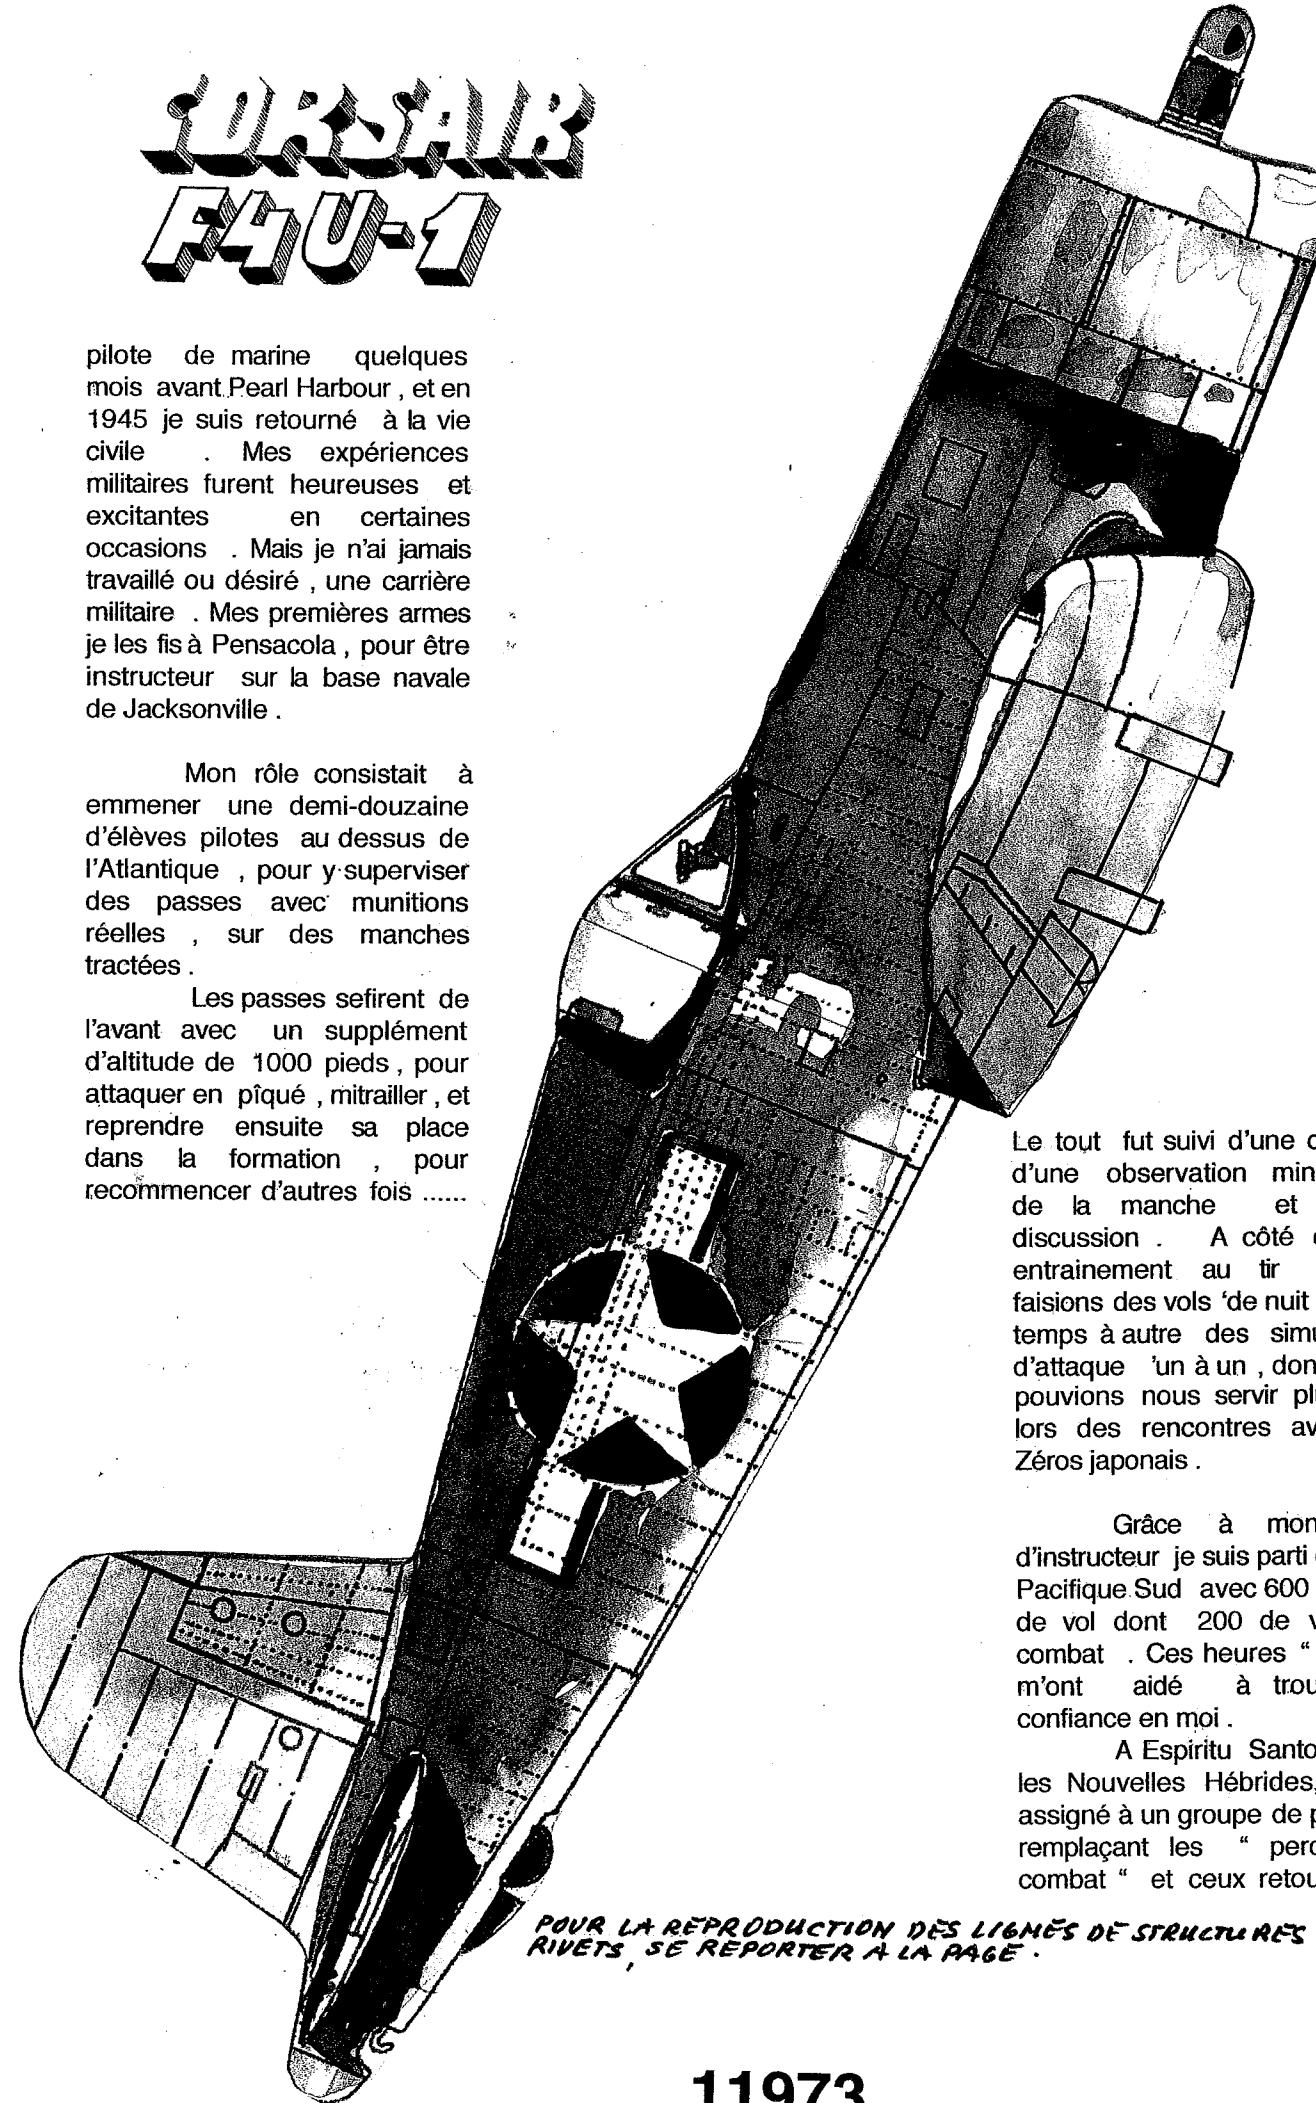 CORSAIR
F4U-1
pilote de marine quelques
mois avant Pearl Harbour , et en
1945 je suis retourné à la vie
civile . Mes expériences
militaires furent heureuses et
excitantes en certaines
occasions . Mais je n'ai jamais
travaillé ou désiré , une carrière
militaire . Mes premières armes
je les fis à Pensacola , pour être
instructeur sur la base navale
de Jacksonville .
Mon rôle consistait à
emmener une demi-douzaine
d'élèves pilotes au dessus de
l'Atlantique , pour y superviser
des passes avec munitions
réelles , sur des manches
tractées .
Les passes sefirent de
l'avant avec un supplément
d'altitude de 1000 pieds , pour
attaquer en pîqué , mitrailler , et
reprendre ensuite sa place
dans la formation , pour
recommencer d'autres fois ......
Le tout fut suivi d'une
d'une observation
de la manche et
discussion . A côté
entrainement au tir
faisions des vols 'de nuit
temps à autre des
d'attaque 'un à un ,
pouvions nous servir
lors des rencontres
Zéros japonais .
Grâce à mon
d'instructeur je suis parti
Pacifique Sud avec 600
de vol dont 200 de
combat . Ces heures “
m'ont aidé à
confiance en moi .
A Espiritu Santo
les Nouvelles Hébrides,
assigné à un groupe de
remplaçant les “
combat “ et ceux
POUR LA REPRODUCTION DES LIGNES DE STRUCTURES
RIVETS, SE REPORTER A LA PAGE .
11973